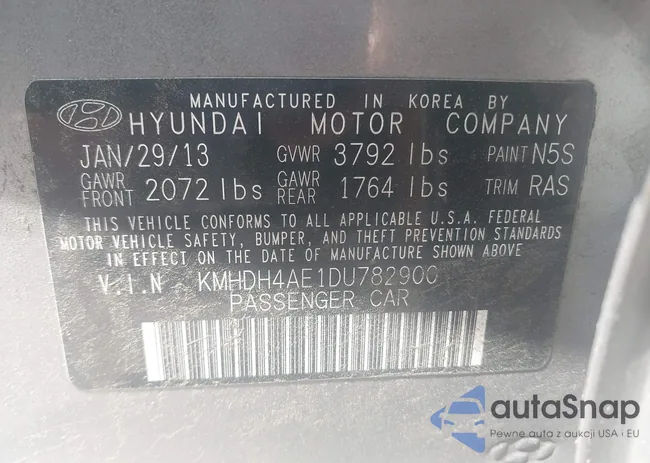 MANUFACTURED IN KOREA BY
HYUNDAI MOTOR COMPANY
JAN/29/13 GVWR 3792 lbs PAINT N5S
GAWR FRONT 2072 lbs GAWR REAR 1764 lbs TRIM RAS
THIS VEHICLE CONFORMS TO ALL APPLICABLE U.S.A. FEDERAL
MOTOR VEHICLE SAFETY, BUMPER, AND THEFT PREVENTION STANDARDS
IN EFFECT ON THE DATE OF MANUFACTURE SHOWN ABOVE
V.I.N KMHDH4AE1DU782900
PASSENGER CAR
autoSnap
Pewne auta z aukcji USA i EU